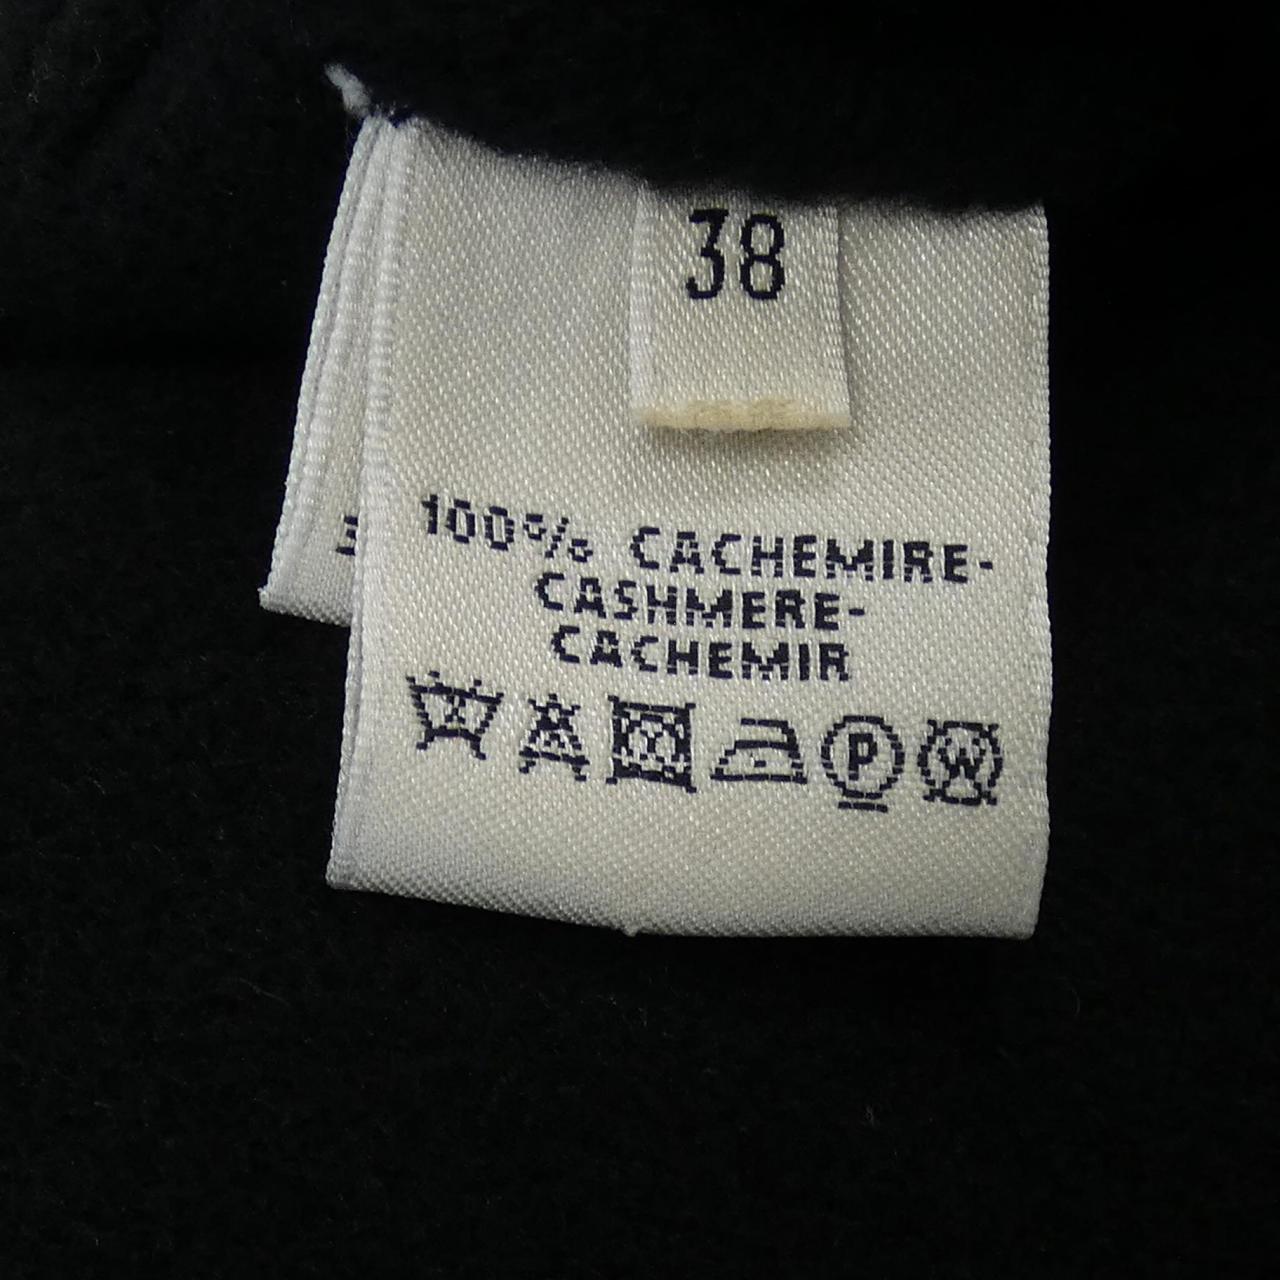 38
100% CACHEMIRE-
CASHMERE-
CACHEMIR
P
W